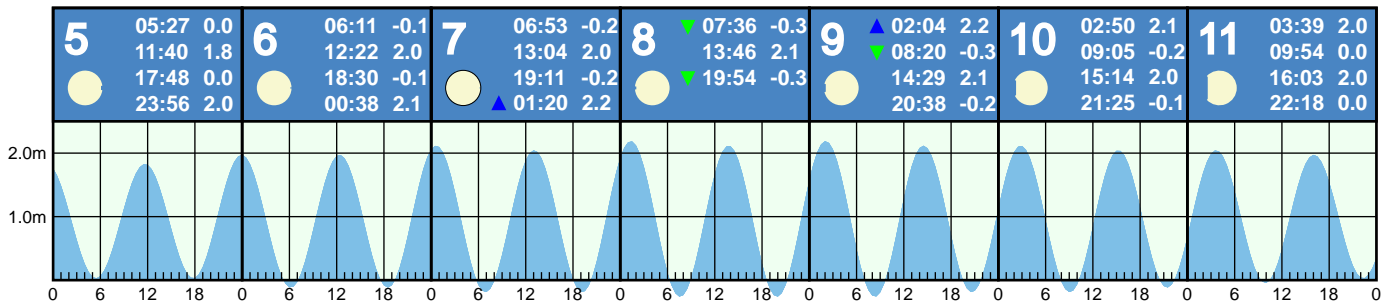 5 6 7 8 9 10 11
05:27 0.0 06:11 -0.1 06:53 -0.2 07:36 -0.3 02:04 2.2 02:50 2.1 03:39 2.0
11:40 1.8 12:22 2.0 13:04 2.0 13:46 2.1 08:20 -0.3 09:05 -0.2 09:54 0.0
17:48 0.0 18:30 -0.1 19:11 -0.2 19:54 -0.3 14:29 2.1 15:14 2.0 16:03 2.0
23:56 2.0 00:38 2.1 01:20 2.2 20:38 -0.2 21:25 -0.1 22:18 0.0
2.0m
1.0m
0 6 12 18 0 6 12 18 0 6 12 18 0 6 12 18 0 6 12 18 0 6 12 18 0 6 12 18 0